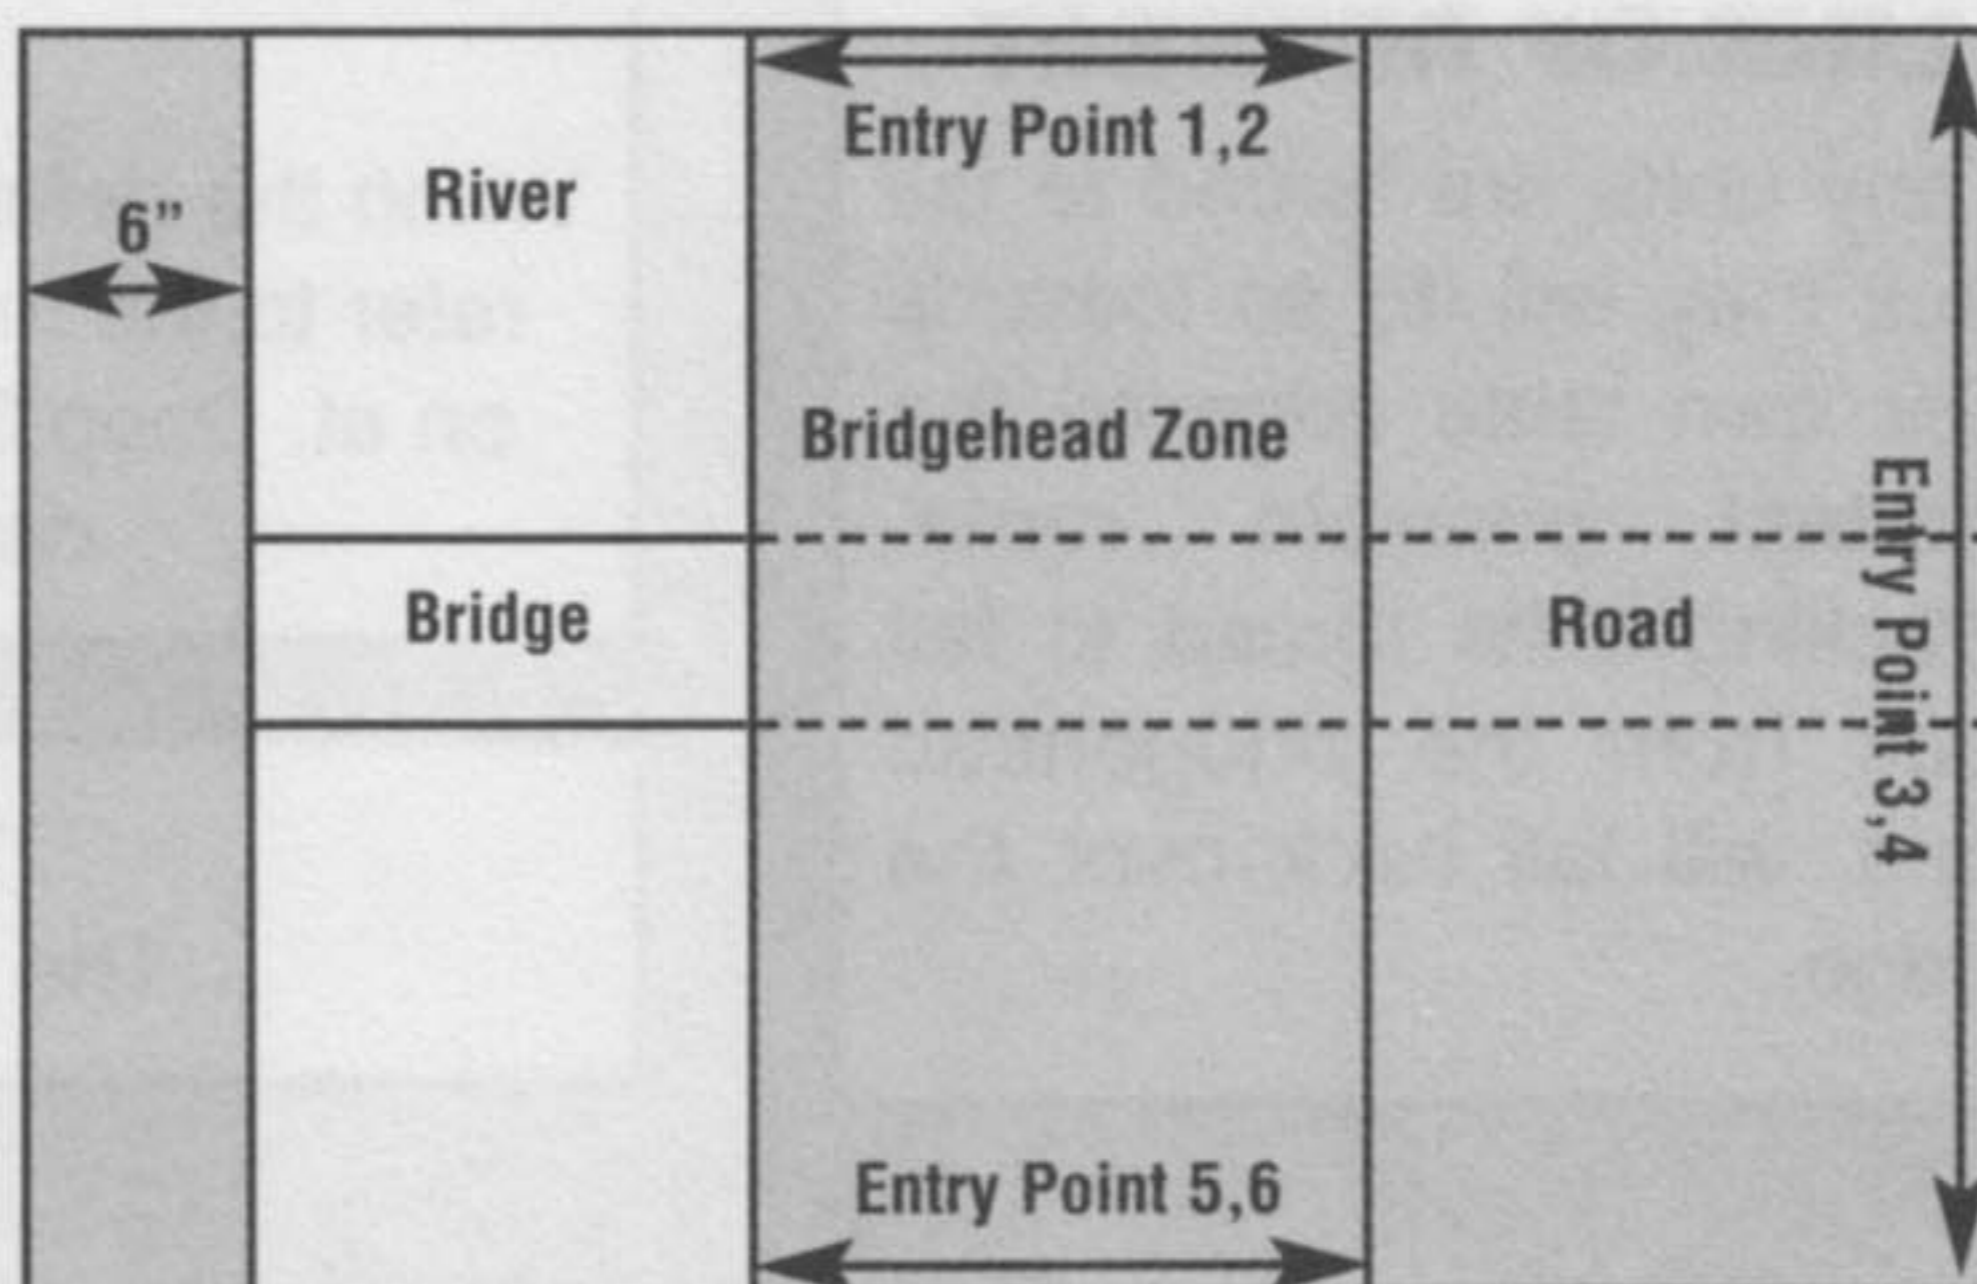 Entry Point 1,2
River
6”
Bridgehead Zone
Bridge
Road
Entry Point 3,4
Entry Point 5,6